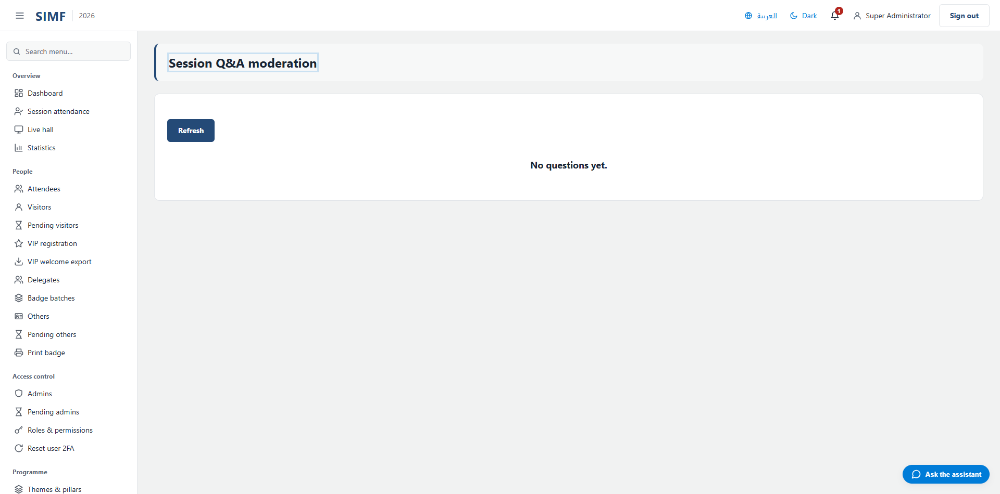 SIMF
2026
العربية
Dark
1
Super Administrator
Sign out
Search menu...
Overview
Dashboard
Session attendance
Live hall
Statistics
People
Attendees
Visitors
Pending visitors
VIP registration
VIP welcome export
Delegates
Badge batches
Others
Pending others
Print badge
Access control
Admins
Pending admins
Roles & permissions
Reset user 2FA
Programme
Themes & pillars
Session Q&A moderation
Refresh
No questions yet.
Ask the assistant